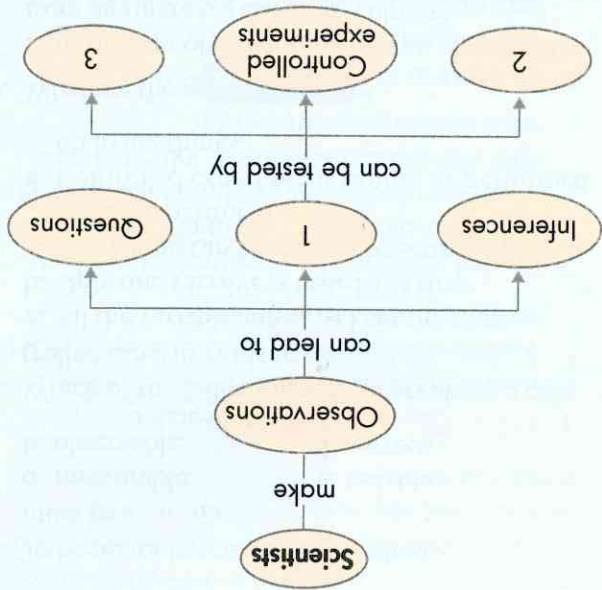 Scientists
make
Observations
can lead to
Inferences
1
Questions
can be tested by
2
Controlled
experiments
3